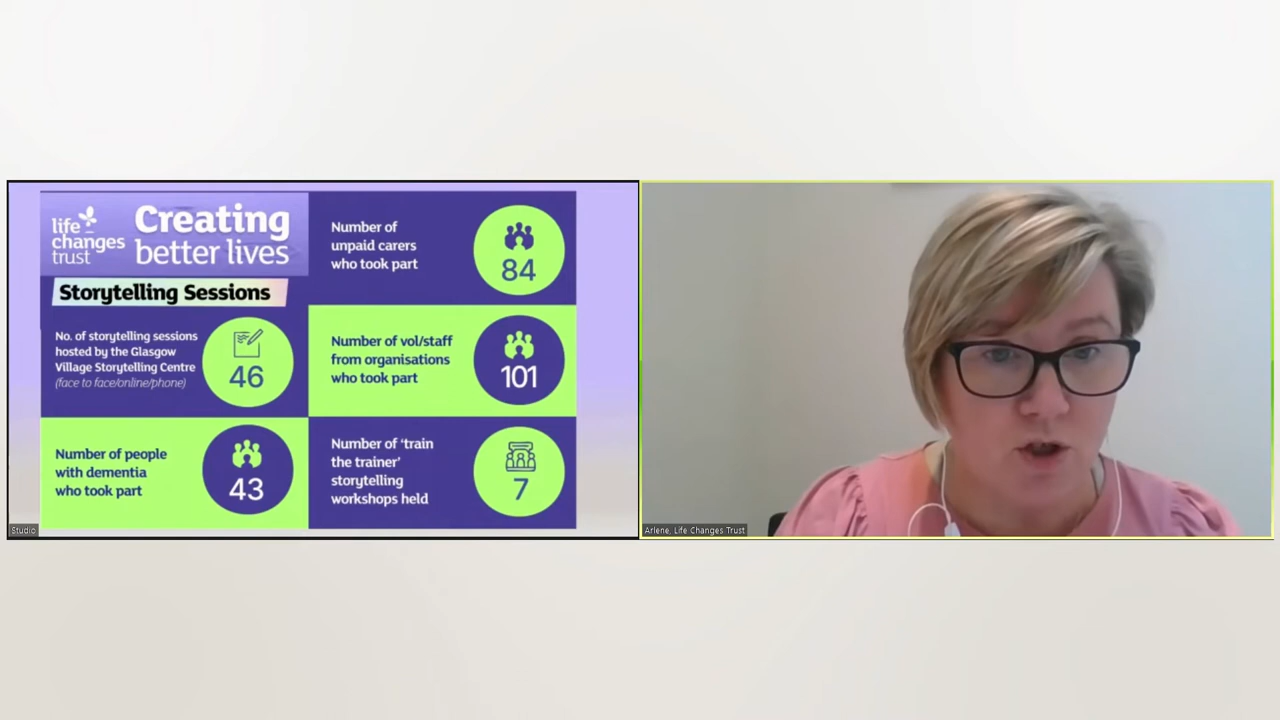 life
changes
trust
Creating
better lives
Storytelling Sessions
No. of storytelling sessions
hosted by the Glasgow
Village Storytelling Centre
(face to face/online/phone)
46
Number of people
with dementia
who took part
43
Number of
unpaid carers
who took part
84
Number of vol/staff
from organisations
who took part
101
Number of ‘train
the trainer’
storytelling
workshops held
7
Studio
Arlene, Life Changes Trust